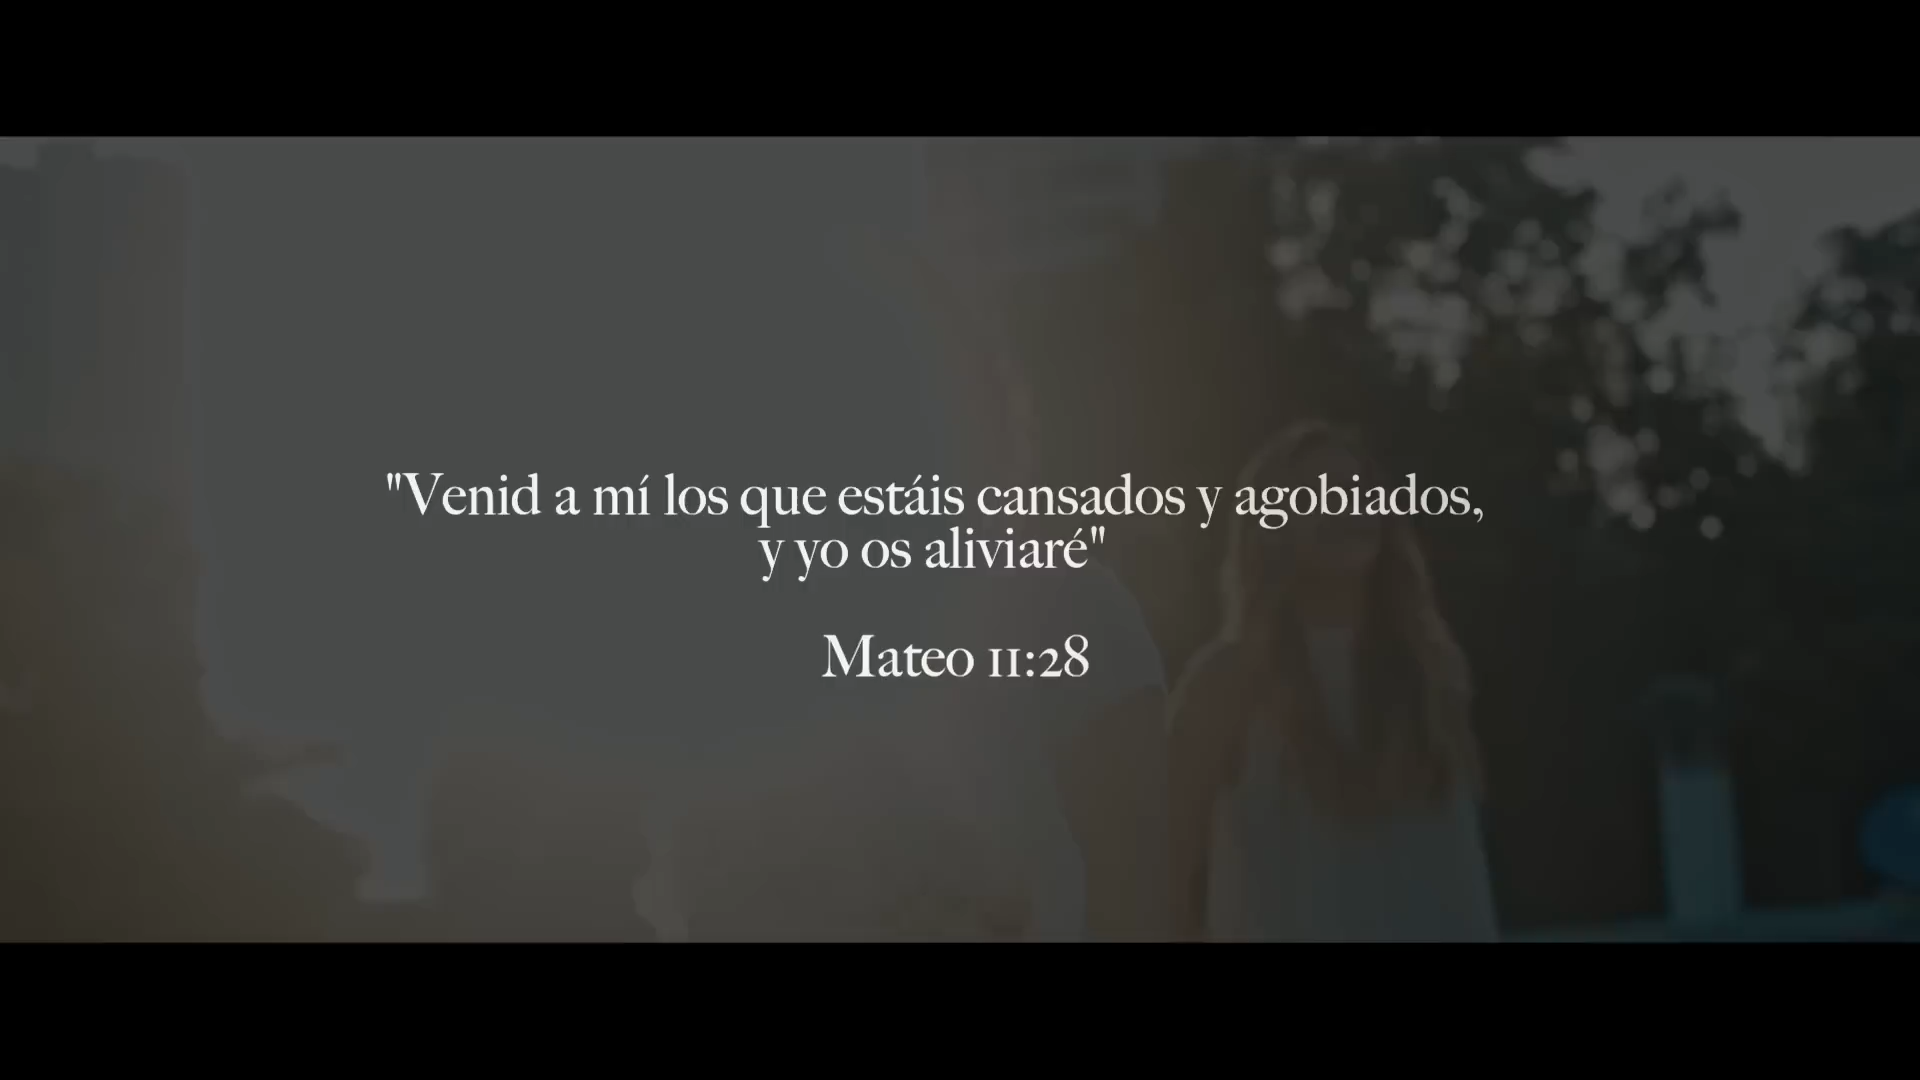 "Venid a mí los que estáis cansados y agobiados,
y yo os aliviaré"
Mateo 11:28